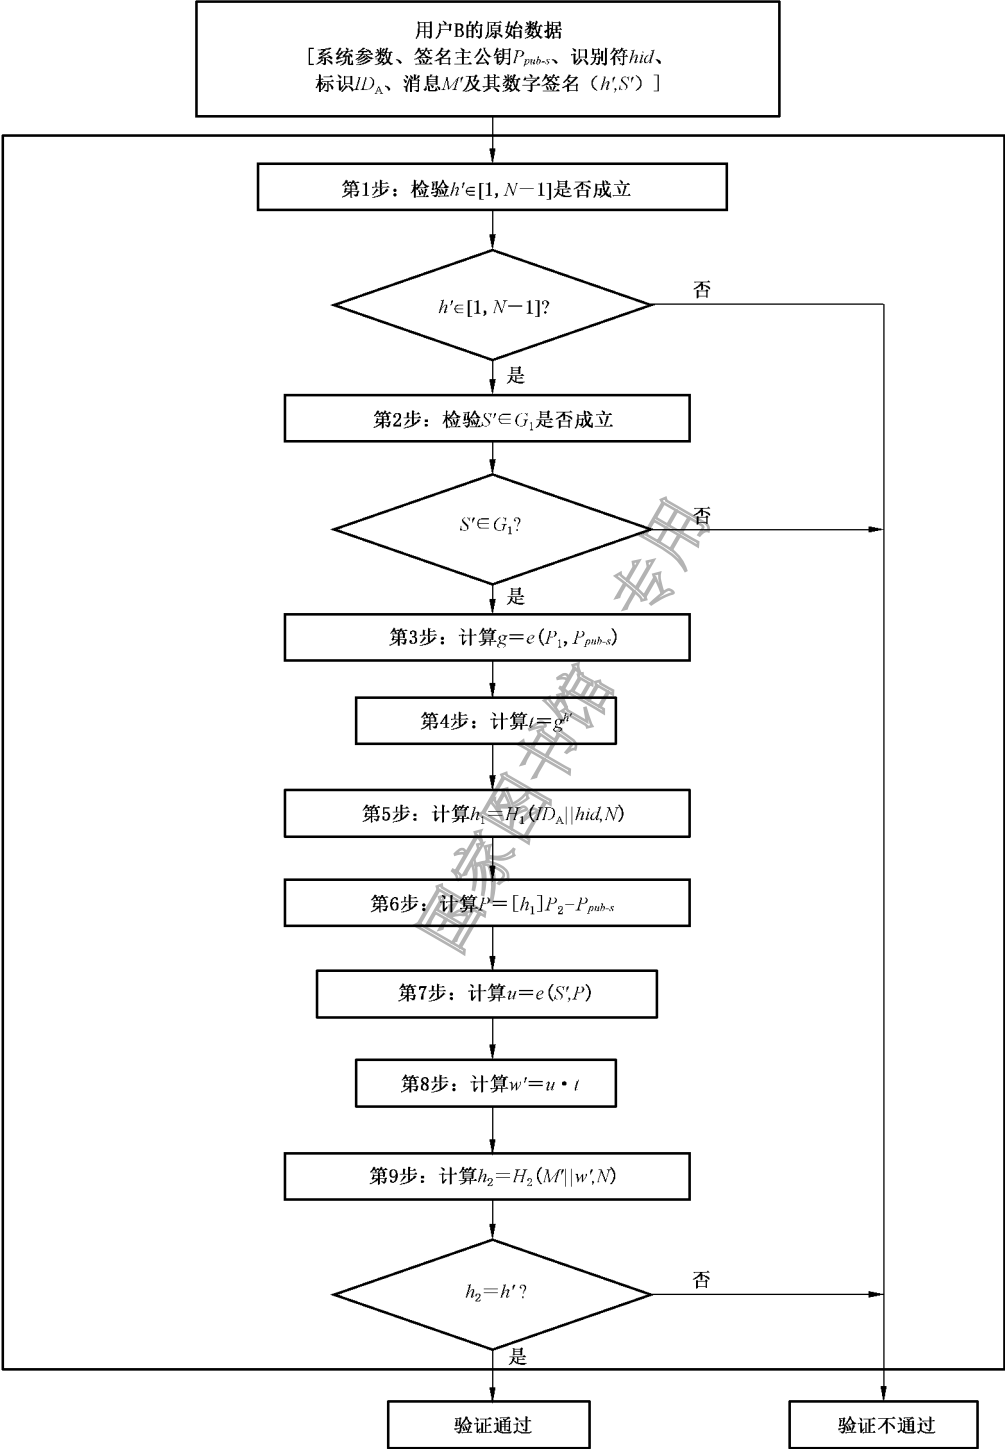 用户B的原始数据
[系统参数、签名主公钥Ppub-s、识别符hid、
标识IDA、消息M′及其数字签名（h′,S′）]
第1步：检验h′∈[1, N－1]是否成立
h′∈[1, N－1]?
否
是
第2步：检验S′∈G1是否成立
S′∈G1?
否
是
第3步：计算g＝e(P1, Ppub-s)
第4步：计算t＝gh′
第5步：计算h1＝H1(IDA||hid,N)
第6步：计算P＝[h1]P2-Ppub-s
第7步：计算u＝e(S′,P)
第8步：计算w′＝u·t
第9步：计算h2＝H2(M′||w′,N)
h2＝h′?
否
是
验证通过
验证不通过
国家图书馆专用